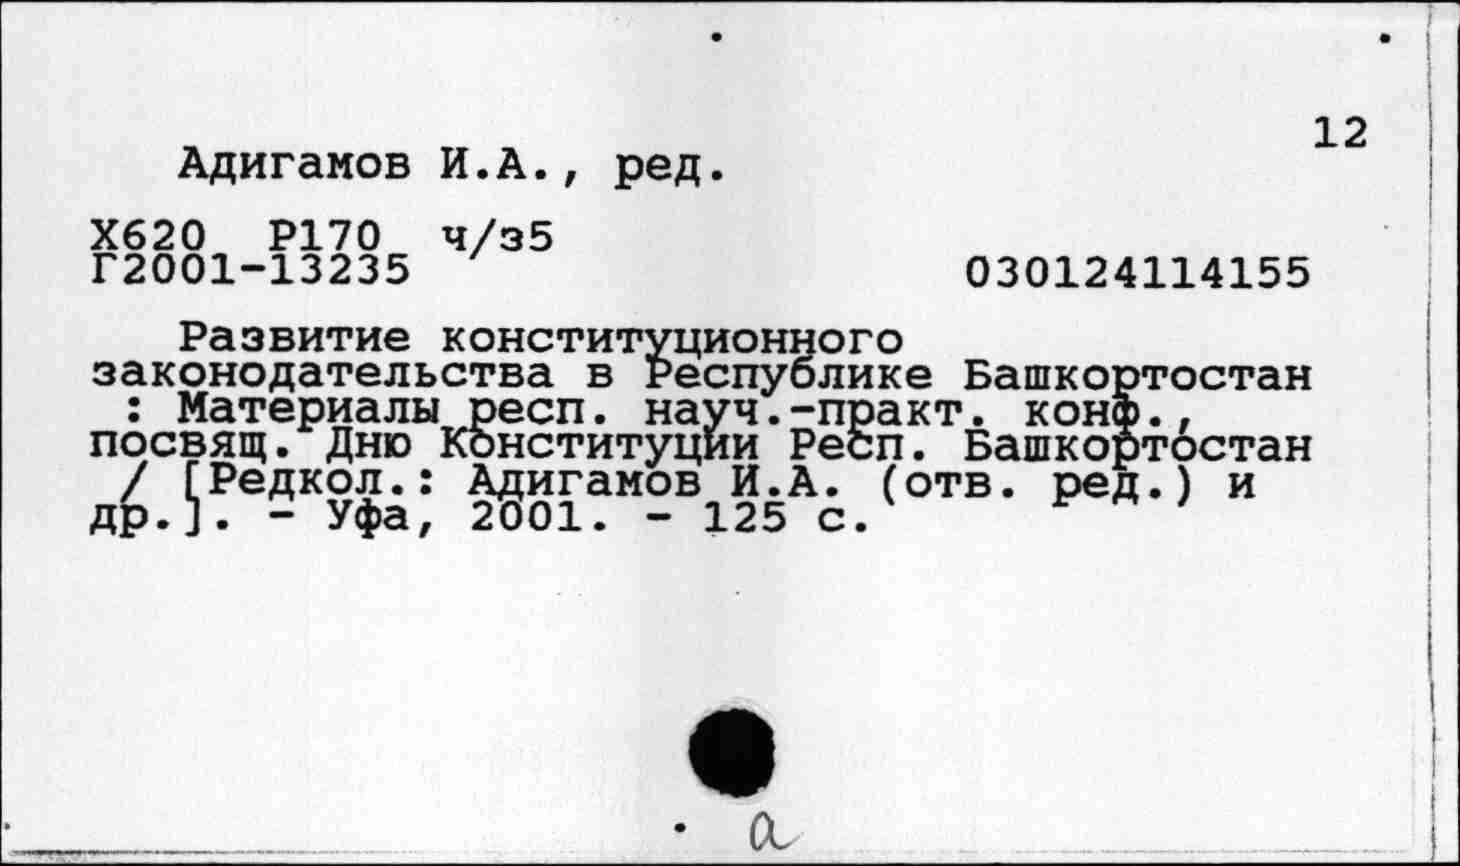 12
Адигамов И.А., ред.
Х620 Р170 ч/з5
Г2001-13235 030124114155
Развитие конституционного
законодательства в Республике Башкортостан
: Материалы респ. науч.-практ. конф.,
посвящ. Дню Конституции Респ. Башкортостан
/ [Редкол.: Адигамов И.А. (отв. ред.) и
др.]. - Уфа, 2001. - 125 с.
а